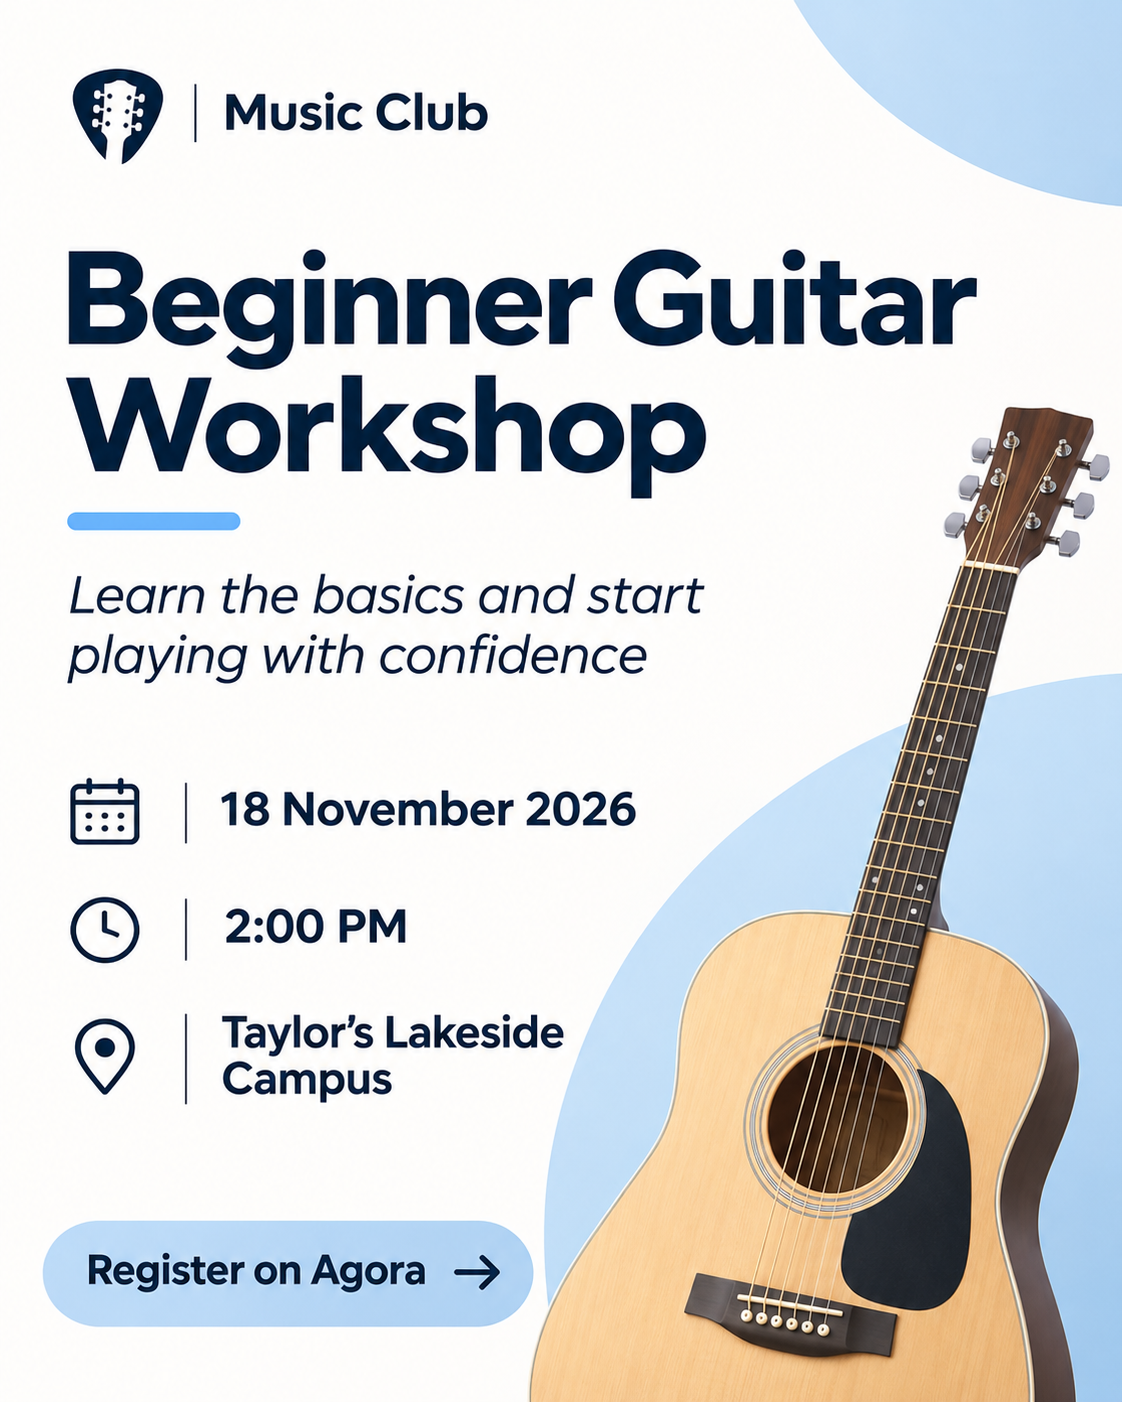 Music Club
Beginner Guitar
Workshop
Learn the basics and start
playing with confidence
18 November 2026
2:00 PM
Taylor’s Lakeside
Campus
Register on Agora →